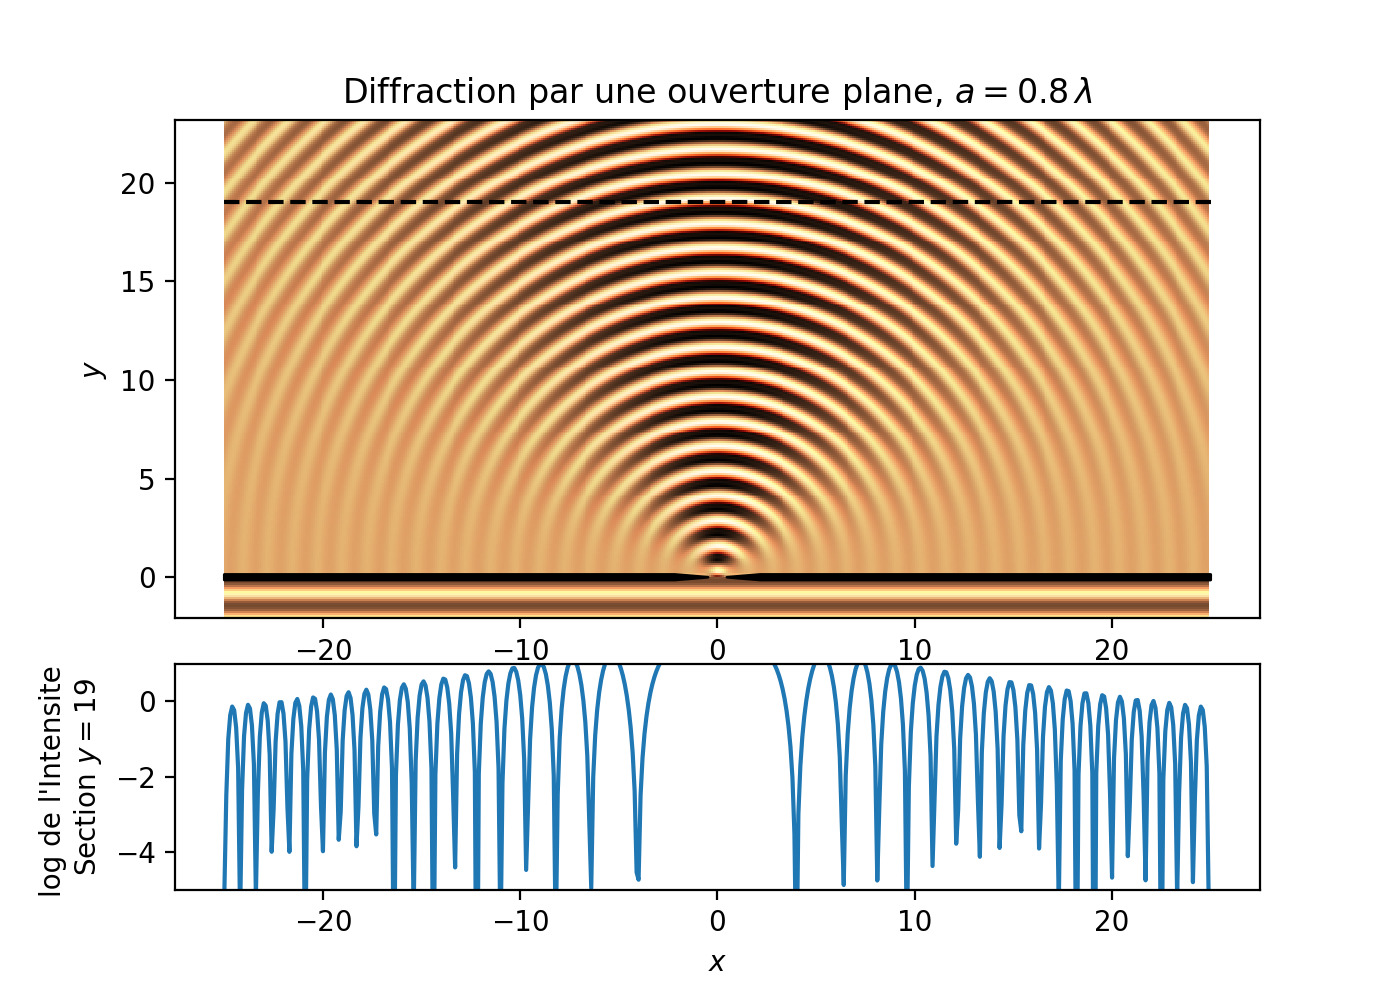 Diffraction par une ouverture plane, a = 0.8 λ
20
15
10
5
0
y
−20 −10 0 10 20
log de l'Intensite
Section y = 19
0
−2
−4
−20 −10 0 10 20
x